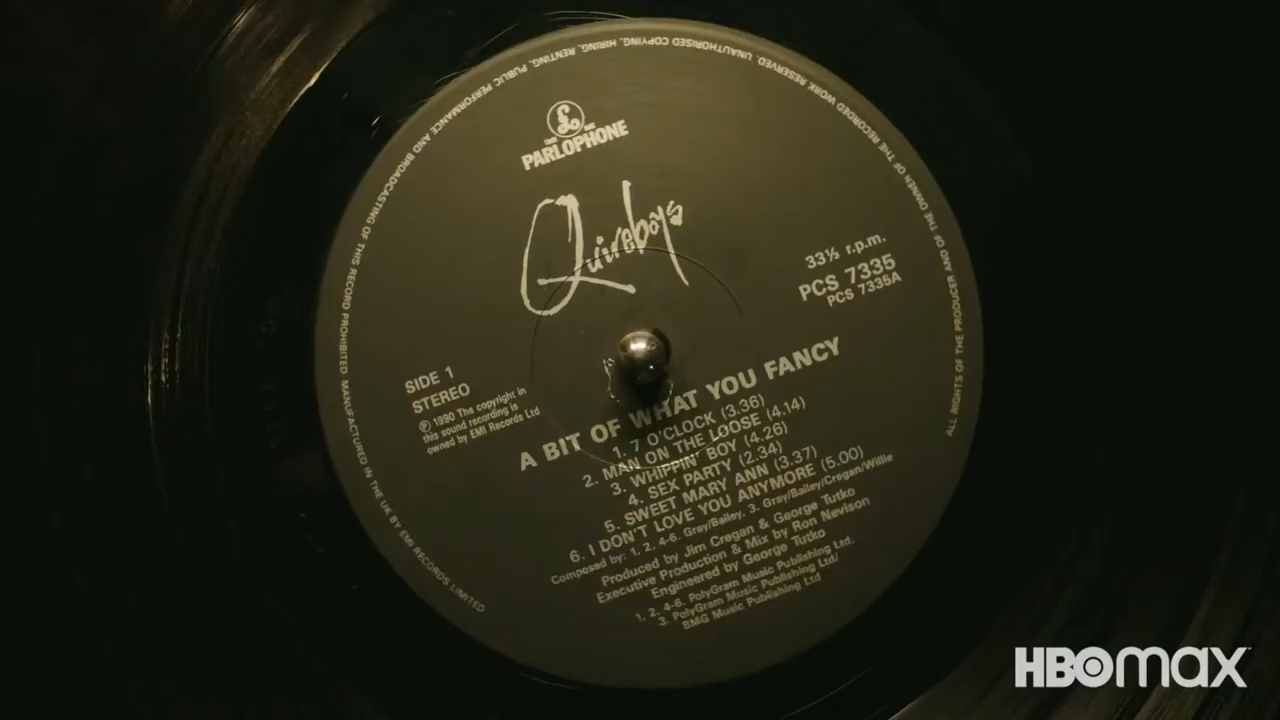 ALL RIGHTS OF THE PRODUCER AND OF THE OWNER OF THE RECORDED WORK RESERVED. UNAUTHORISED COPYING, HIRING, RENTING, PUBLIC PERFORMANCE AND BROADCASTING OF THIS RECORD PROHIBITED. MANUFACTURED IN THE UK BY EMI RECORDS LIMITED
£
PARLOPHONE
Quireboys
33⅓ r.p.m.
PCS 7335
PCS 7335A
SIDE 1
STEREO
Ⓟ 1990 The copyright in
this sound recording is
owned by EMI Records Ltd
A BIT OF WHAT YOU FANCY
1. 7 O'CLOCK (3.36)
2. MAN ON THE LOOSE (4.14)
3. WHIPPIN' BOY (4.26)
4. SEX PARTY (2.34)
5. SWEET MARY ANN (3.37)
6. I DON'T LOVE YOU ANYMORE (5.00)
Composed by: 1, 2, 4-6. Gray/Bailey. 3. Gray/Bailey/Cregan/Willie
Produced by Jim Cregan & George Tutko
Executive Production & Mix by Ron Nevison
Engineered by George Tutko
1, 2, 4-6. PolyGram Music Publishing Ltd.
3. PolyGram Music Publishing Ltd/
BMG Music Publishing Ltd
HBOmax